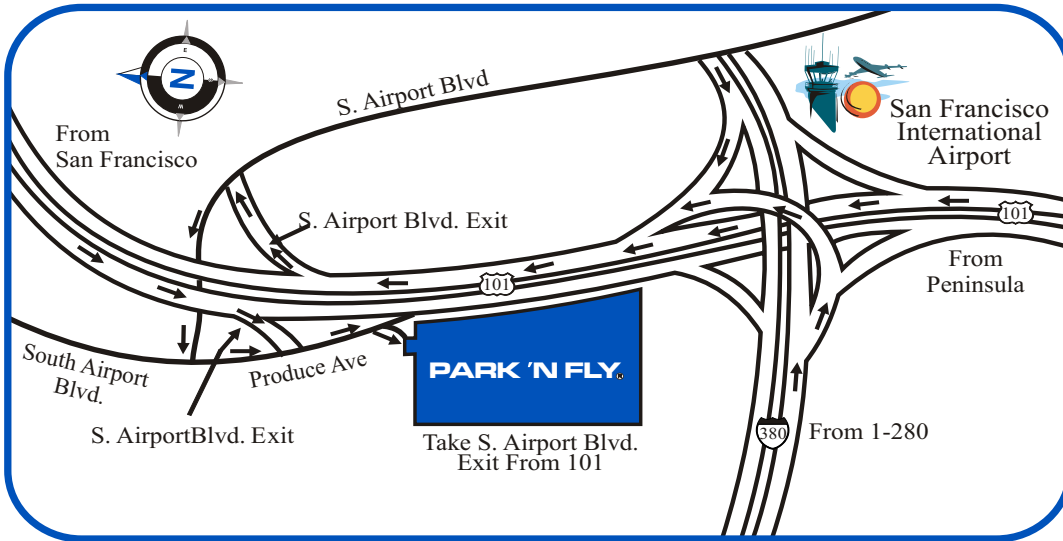 E
N
W
S. Airport Blvd
From
San Francisco
San Francisco
International
Airport
S. Airport Blvd. Exit
101
101
From
Peninsula
South Airport
Blvd.
Produce Ave
PARK 'N FLY
S. AirportBlvd. Exit
Take S. Airport Blvd.
Exit From 101
380
From 1-280